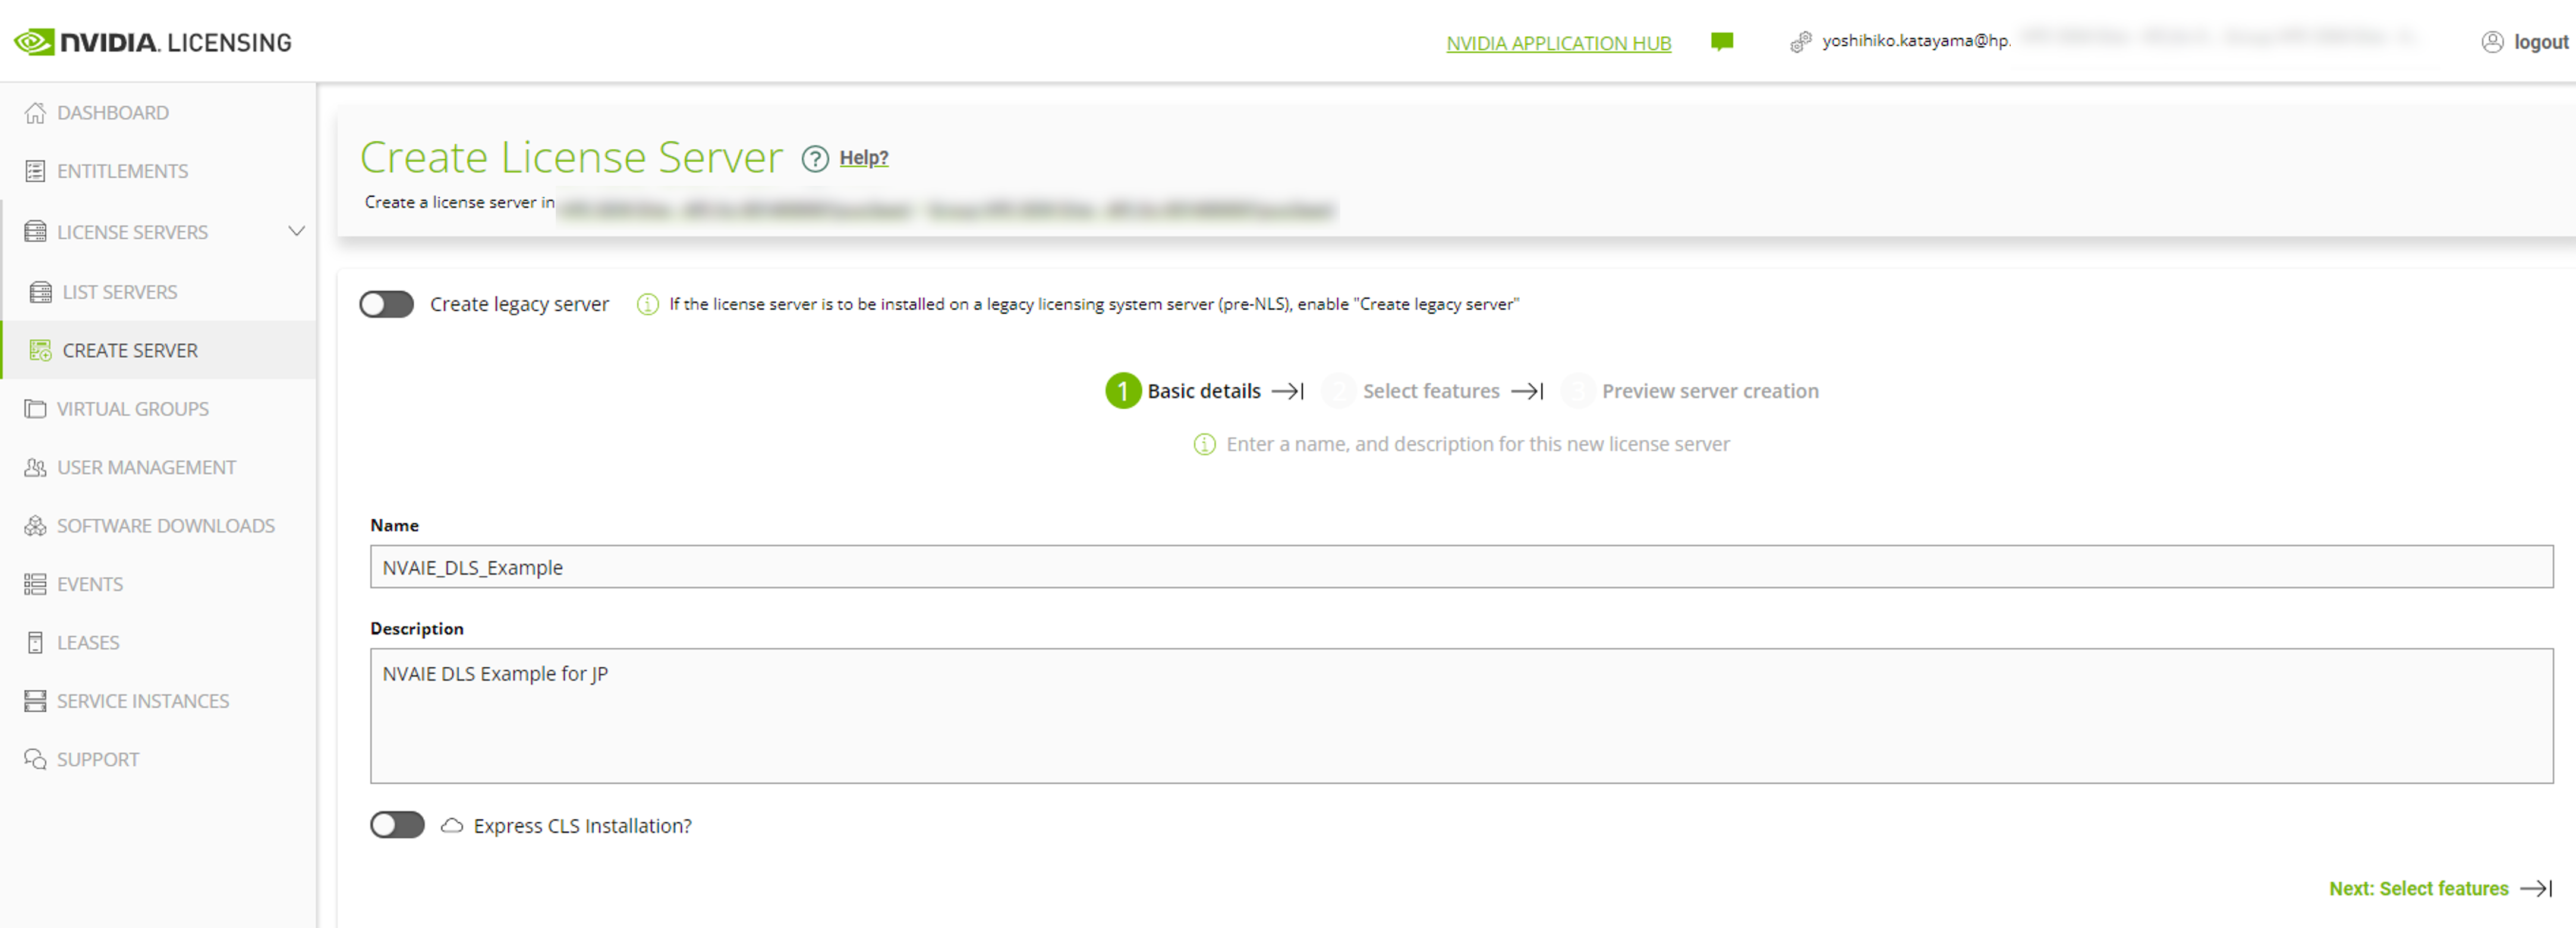 NVIDIA. LICENSING
NVIDIA APPLICATION HUB
yoshihiko.katayama@hp.
logout
DASHBOARD
ENTITLEMENTS
LICENSE SERVERS
LIST SERVERS
CREATE SERVER
VIRTUAL GROUPS
USER MANAGEMENT
SOFTWARE DOWNLOADS
EVENTS
LEASES
SERVICE INSTANCES
SUPPORT
Create License Server ? Help?
Create a license server in
Create legacy server If the license server is to be installed on a legacy licensing system server (pre-NLS), enable "Create legacy server"
1 Basic details 2 Select features 3 Preview server creation
Enter a name, and description for this new license server
Name
NVAIE_DLS_Example
Description
NVAIE DLS Example for JP
Express CLS Installation?
Next: Select features